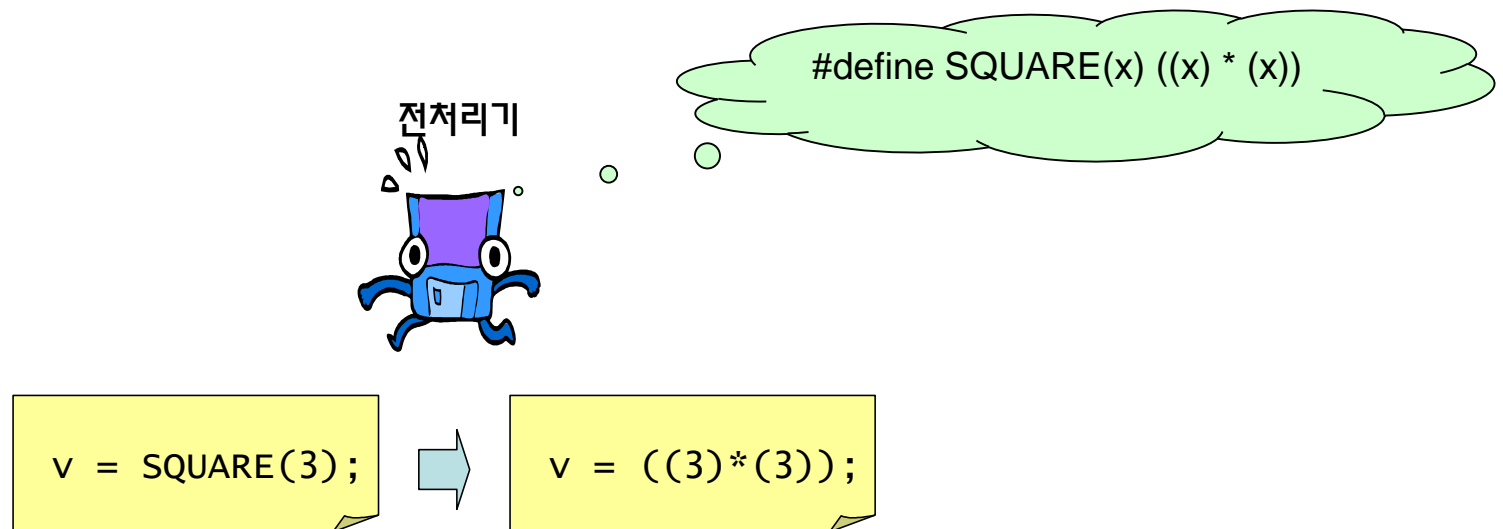 #define SQUARE(x) ((x) * (x))
전처리기
v = SQUARE(3);
v = ((3)*(3));